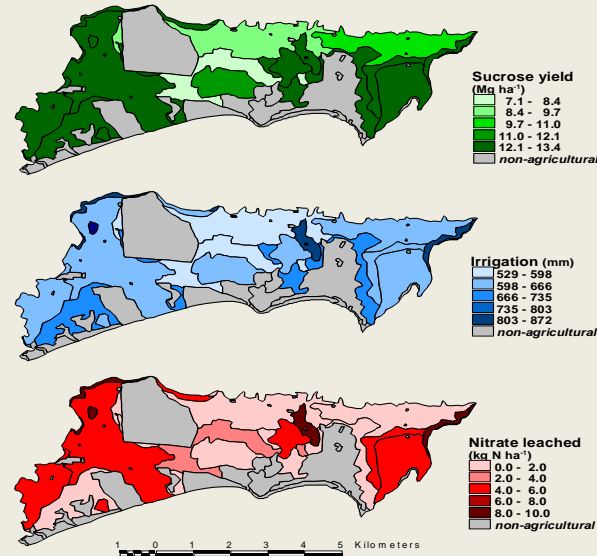 Sucrose yield
(Mg ha⁻¹)
7.1 - 8.4
8.4 - 9.7
9.7 - 11.0
11.0 - 12.1
12.1 - 13.4
non-agricultural
Irrigation (mm)
529 - 598
598 - 666
666 - 735
735 - 803
803 - 872
non-agricultural
Nitrate leached
(kg N ha⁻¹)
0.0 - 2.0
2.0 - 4.0
4.0 - 6.0
6.0 - 8.0
8.0 - 10.0
non-agricultural
1 0 1 2 3 4 5 Kilometers